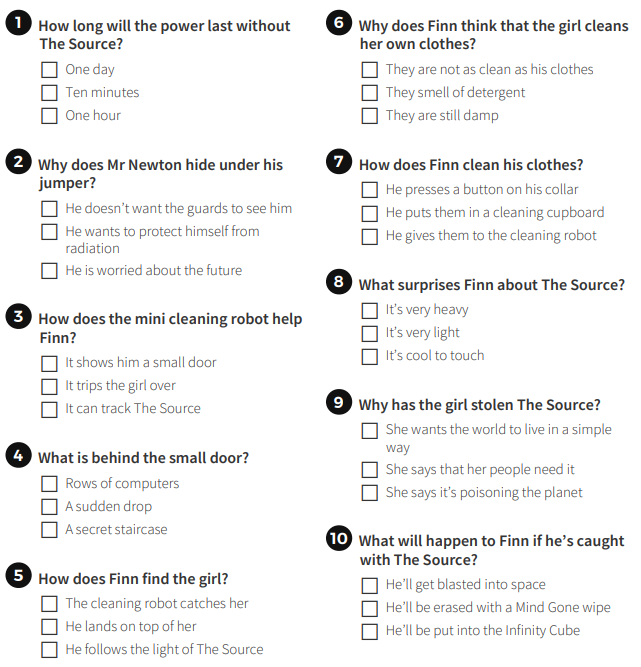 1 How long will the power last without
The Source?
One day
Ten minutes
One hour
2 Why does Mr Newton hide under his
jumper?
He doesn't want the guards to see him
He wants to protect himself from
radiation
He is worried about the future
3 How does the mini cleaning robot help
Finn?
It shows him a small door
It trips the girl over
It can track The Source
4 What is behind the small door?
Rows of computers
A sudden drop
A secret staircase
5 How does Finn find the girl?
The cleaning robot catches her
He lands on top of her
He follows the light of The Source
6 Why does Finn think that the girl cleans
her own clothes?
They are not as clean as his clothes
They smell of detergent
They are still damp
7 How does Finn clean his clothes?
He presses a button on his collar
He puts them in a cleaning cupboard
He gives them to the cleaning robot
8 What surprises Finn about The Source?
It's very heavy
It's very light
It's cool to touch
9 Why has the girl stolen The Source?
She wants the world to live in a simple
way
She says that her people need it
She says it's poisoning the planet
10 What will happen to Finn if he's caught
with The Source?
He'll get blasted into space
He'll be erased with a Mind Gone wipe
He'll be put into the Infinity Cube